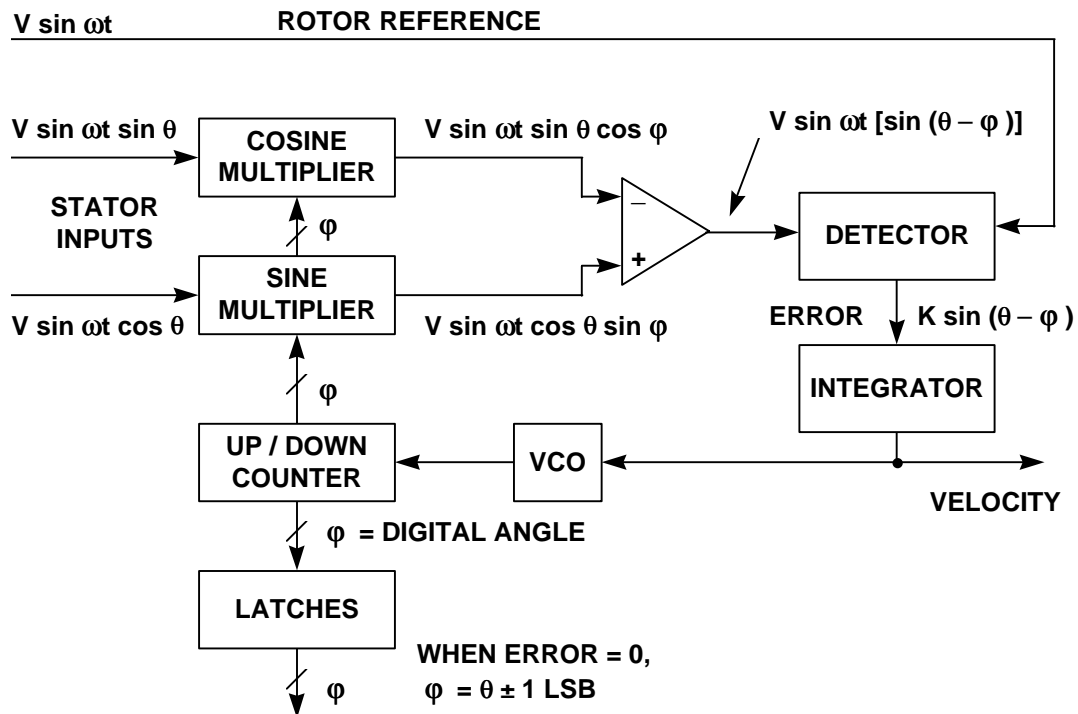 V sin ωt
ROTOR REFERENCE
V sin ωt sin θ
COSINE
MULTIPLIER
V sin ωt sin θ cos φ
V sin ωt [sin (θ – φ )]
STATOR
INPUTS
φ
–
+
DETECTOR
SINE
MULTIPLIER
V sin ωt cos θ
V sin ωt cos θ sin φ
ERROR
K sin (θ – φ )
φ
INTEGRATOR
UP / DOWN
COUNTER
VCO
VELOCITY
φ = DIGITAL ANGLE
LATCHES
WHEN ERROR = 0,
φ = θ ± 1 LSB
φ